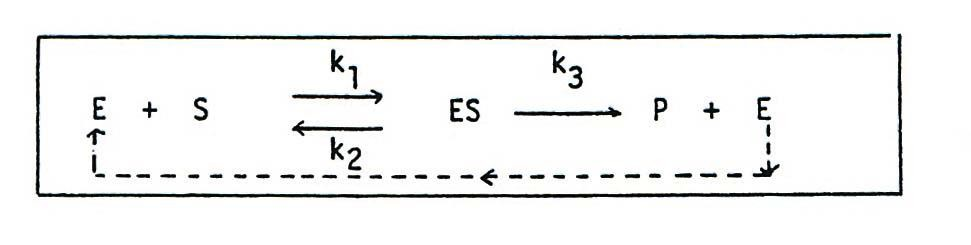 k1 k3
E + S ES P + E
k2